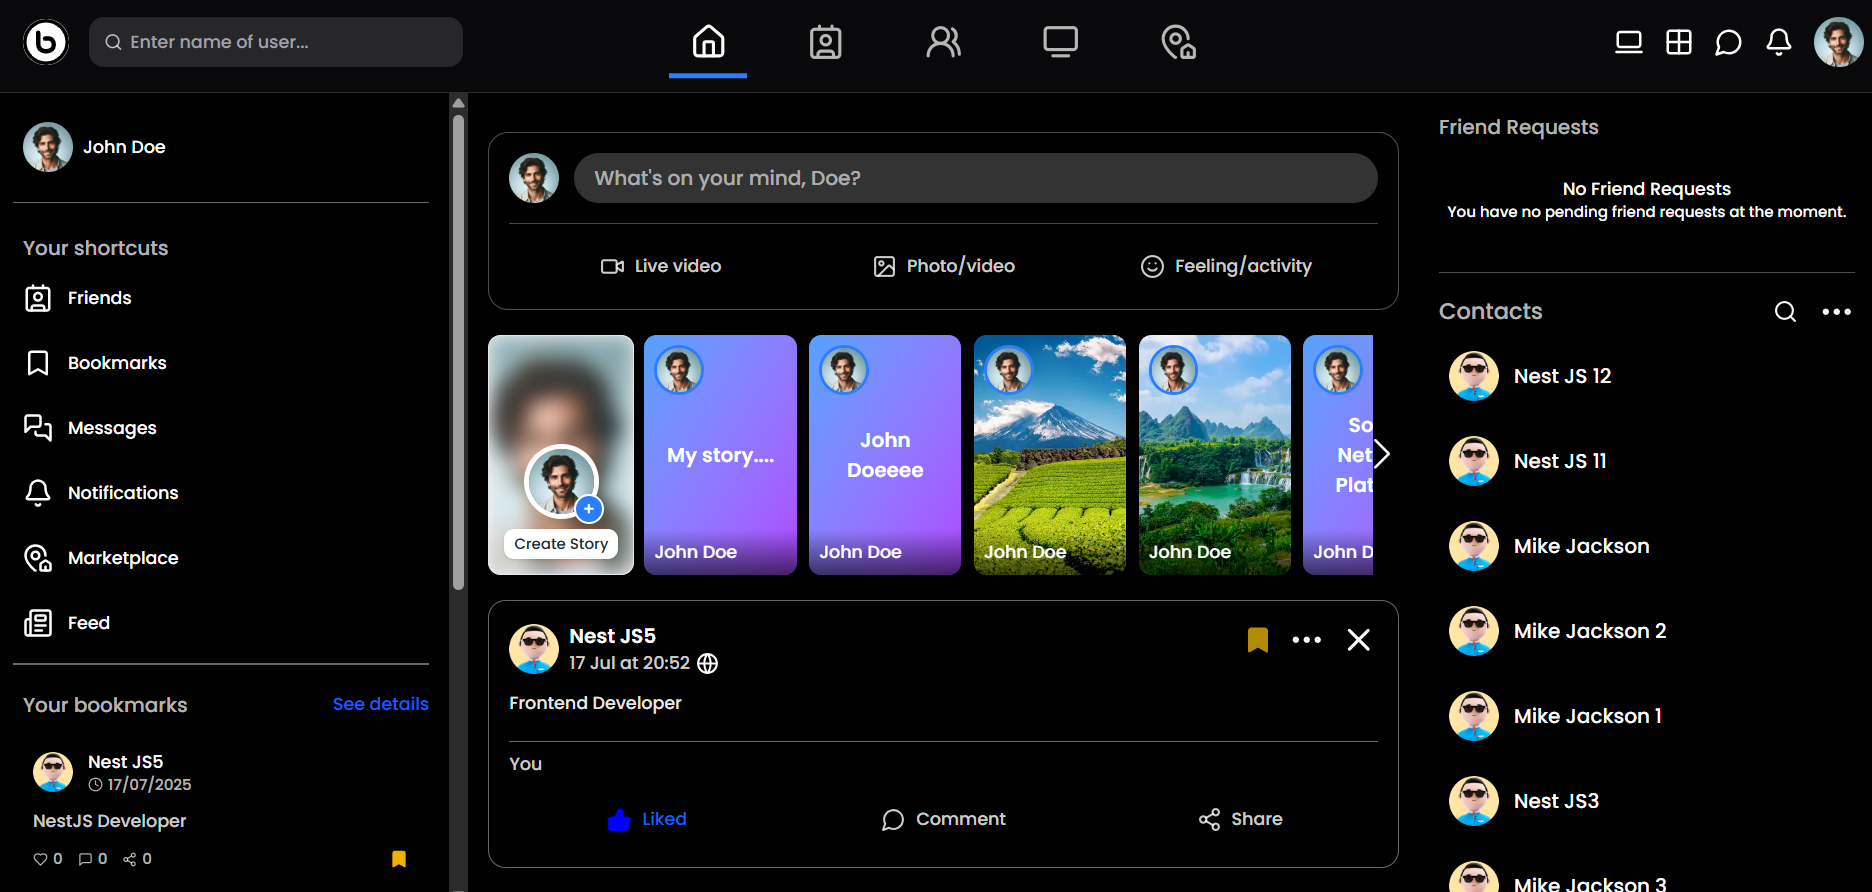 Enter name of user...
John Doe
Your shortcuts
Friends
Bookmarks
Messages
Notifications
Marketplace
Feed
Your bookmarks
See details
Nest JS5
17/07/2025
NestJS Developer
0 0 0
What's on your mind, Doe?
Live video
Photo/video
Feeling/activity
Create Story
My story....
John Doe
John
Doeeee
John Doe
John Doe
John Doe
So
Net
Plat
John D
Nest JS5
17 Jul at 20:52
Frontend Developer
You
Liked
Comment
Share
Friend Requests
No Friend Requests
You have no pending friend requests at the moment.
Contacts
Nest JS 12
Nest JS 11
Mike Jackson
Mike Jackson 2
Mike Jackson 1
Nest JS3
Mike Jackson 3